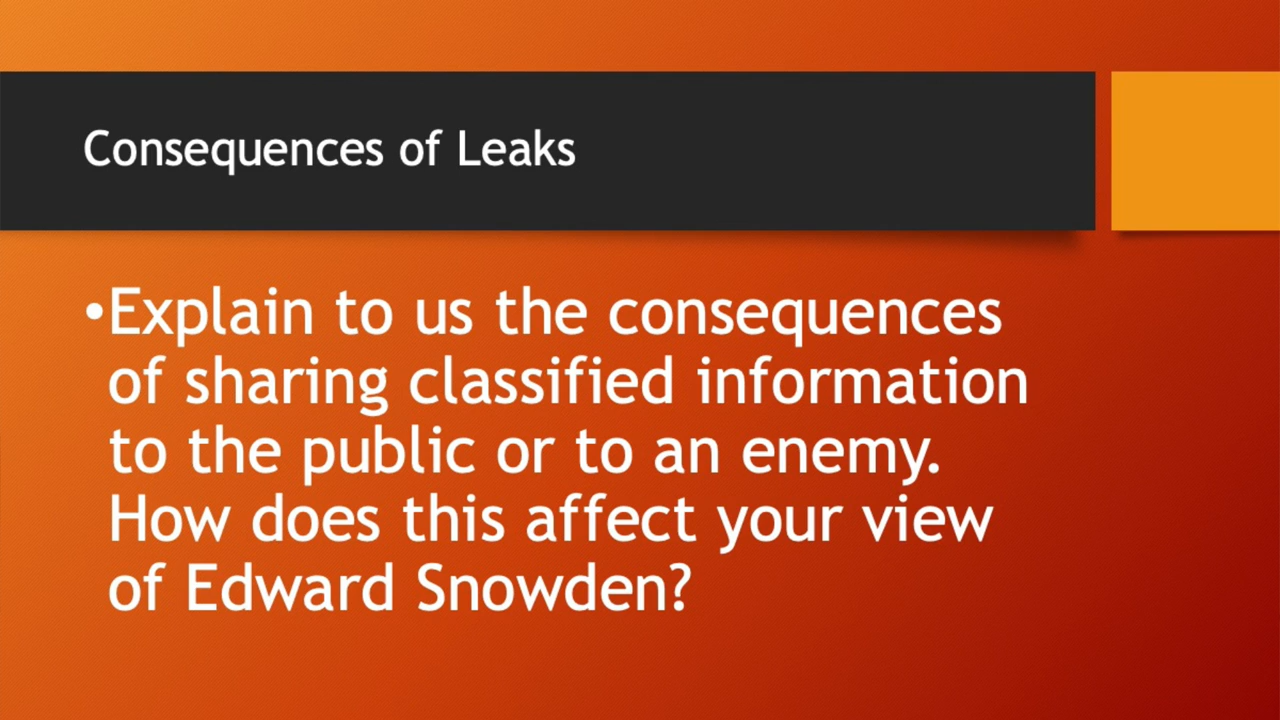 Consequences of Leaks
•Explain to us the consequences
of sharing classified information
to the public or to an enemy.
How does this affect your view
of Edward Snowden?